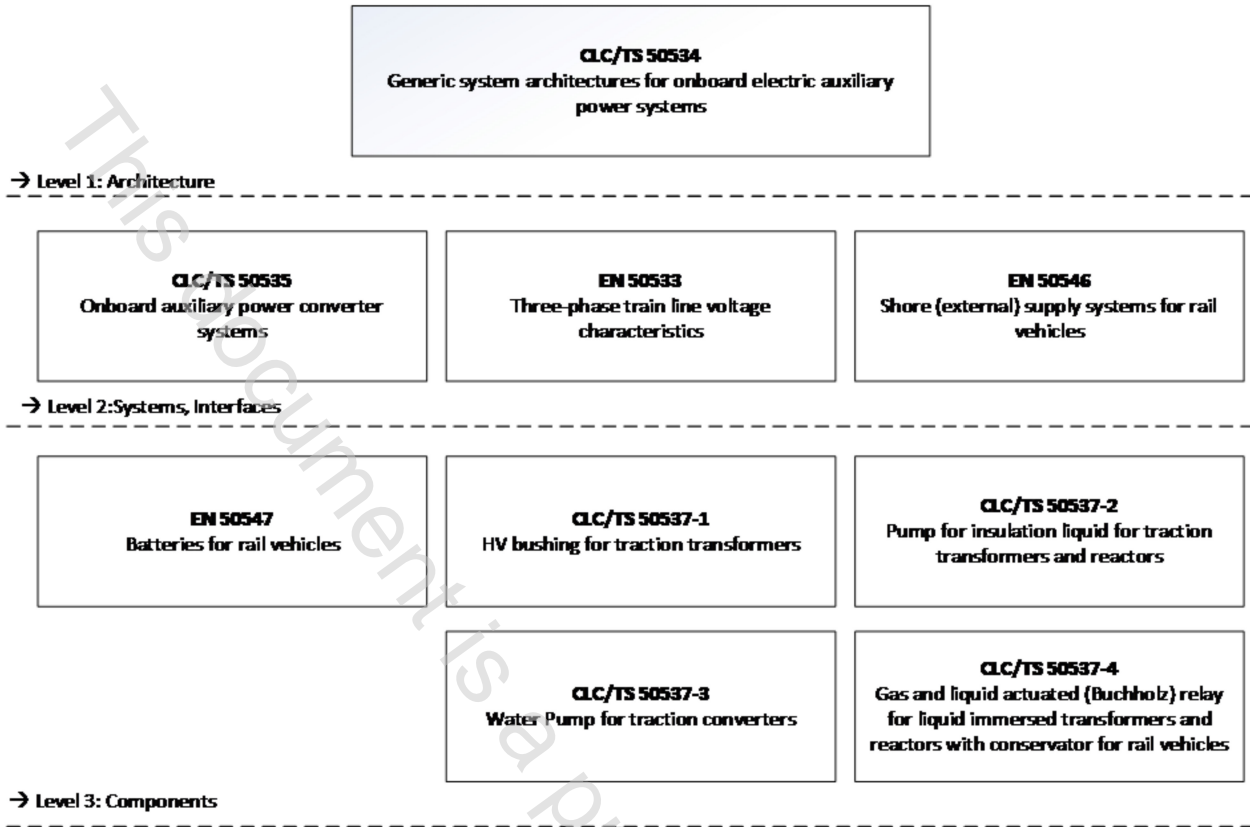 CLC/TS 50534
Generic system architectures for onboard electric auxiliary
power systems
→ Level 1: Architecture
CLC/TS 50535
Onboard auxiliary power converter
systems
EN 50533
Three-phase train line voltage
characteristics
EN 50546
Shore (external) supply systems for rail
vehicles
→ Level 2:Systems, Interfaces
EN 50547
Batteries for rail vehicles
CLC/TS 50537-1
HV bushing for traction transformers
CLC/TS 50537-2
Pump for insulation liquid for traction
transformers and reactors
CLC/TS 50537-3
Water Pump for traction converters
CLC/TS 50537-4
Gas and liquid actuated (Buchholz) relay
for liquid immersed transformers and
reactors with conservator for rail vehicles
→ Level 3: Components
This document is a